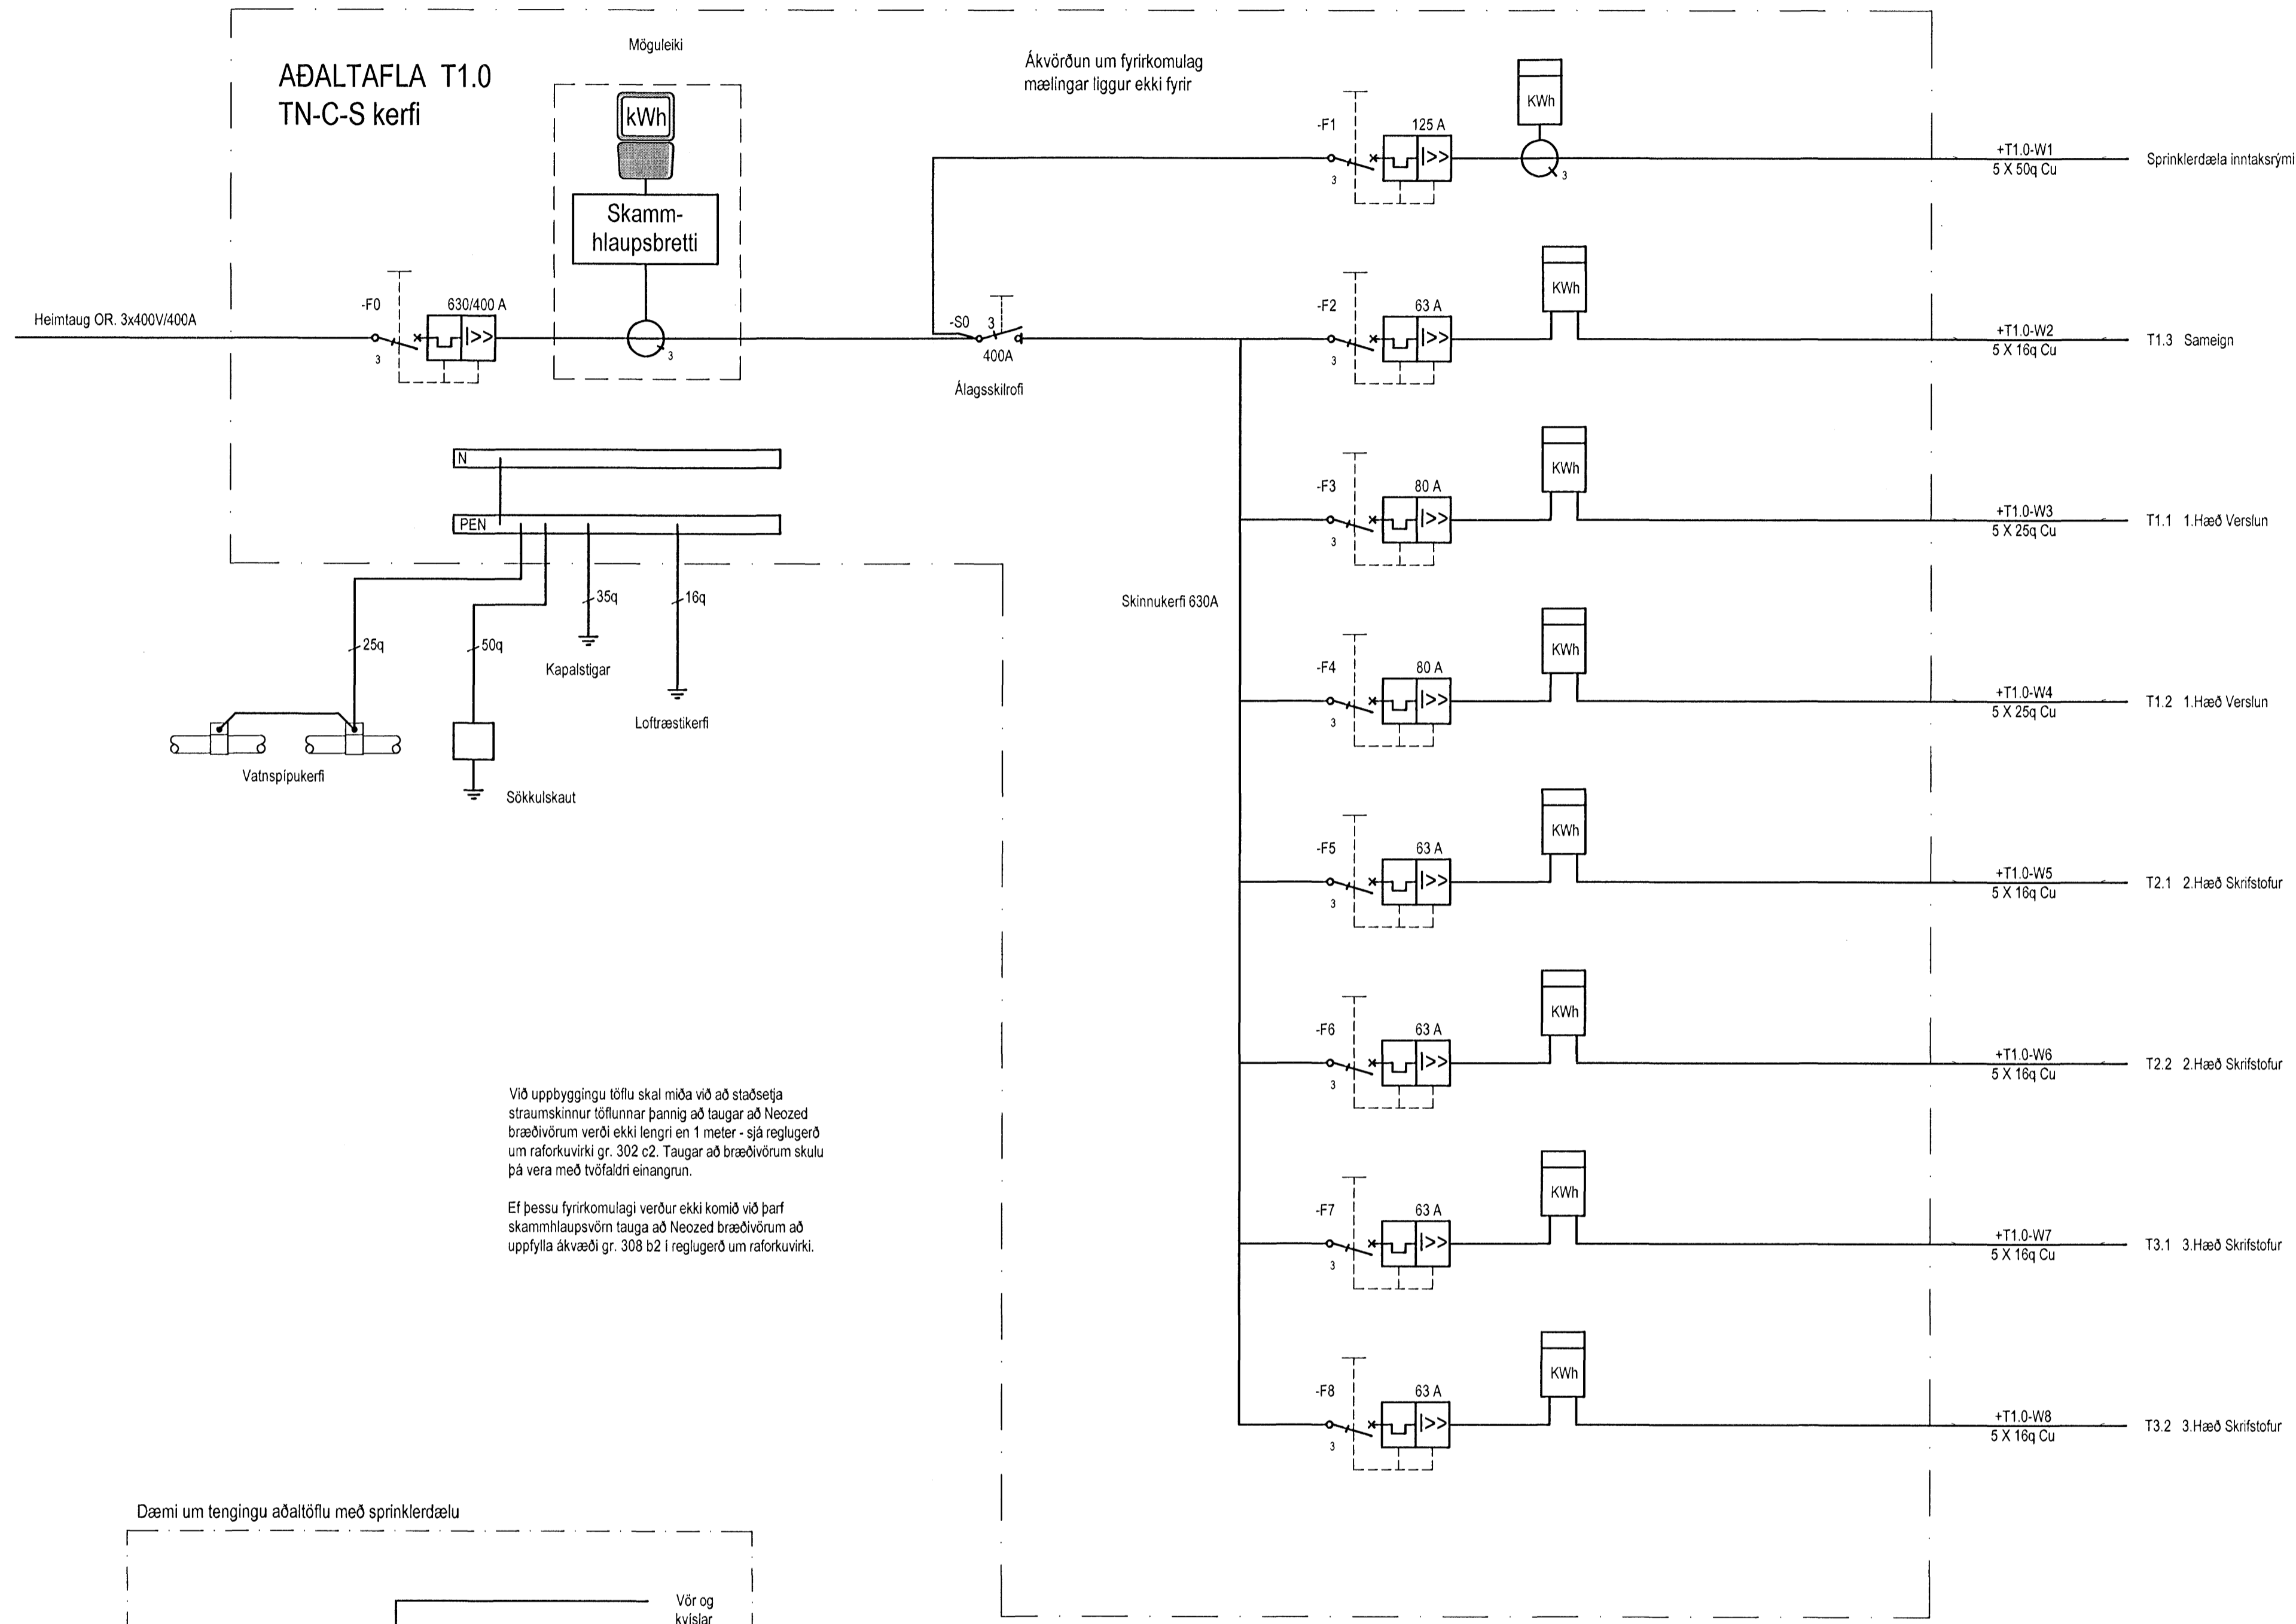 AÐALTAFLA T1.0
TN-C-S kerfi
Möguleiki
kWh
Skamm-
hlaupsbretti
3
Ákvörðun um fyrirkomulag
mælingar liggur ekki fyrir
Heimtaug OR. 3x400V/400A
-F0
630/400 A
3
-S0
3
400A
Álagsskilrofi
N
PEN
25q
50q
35q
16q
Kapalstigar
Loftræstikerfi
Vatnspípukerfi
Sökkulskaut
Skinnukerfi 630A
-F1
125 A
3
KWh
3
+T1.0-W1
5 X 50q Cu
Sprinklerdæla inntaksrými
-F2
63 A
3
KWh
+T1.0-W2
5 X 16q Cu
T1.3 Sameign
-F3
80 A
3
KWh
+T1.0-W3
5 X 25q Cu
T1.1 1.Hæð Verslun
-F4
80 A
3
KWh
+T1.0-W4
5 X 25q Cu
T1.2 1.Hæð Verslun
-F5
63 A
3
KWh
+T1.0-W5
5 X 16q Cu
T2.1 2.Hæð Skrifstofur
-F6
63 A
3
KWh
+T1.0-W6
5 X 16q Cu
T2.2 2.Hæð Skrifstofur
-F7
63 A
3
KWh
+T1.0-W7
5 X 16q Cu
T3.1 3.Hæð Skrifstofur
-F8
63 A
3
KWh
+T1.0-W8
5 X 16q Cu
T3.2 3.Hæð Skrifstofur
Við uppbyggingu töflu skal miða við að staðsetja
straumskinnur töflunnar þannig að taugar að Neozed
bræðivörum verði ekki lengri en 1 meter - sjá reglugerð
um raforkuvirki gr. 302 c2. Taugar að bræðivörum skulu
þá vera með tvöfaldri einangrun.
Ef þessu fyrirkomulagi verður ekki komið við þarf
skammhlaupsvörn tauga að Neozed bræðivörum að
uppfylla ákvæði gr. 308 b2 í reglugerð um raforkuvirki.
Dæmi um tengingu aðaltöflu með sprinklerdælu
Vör og
kvíslar